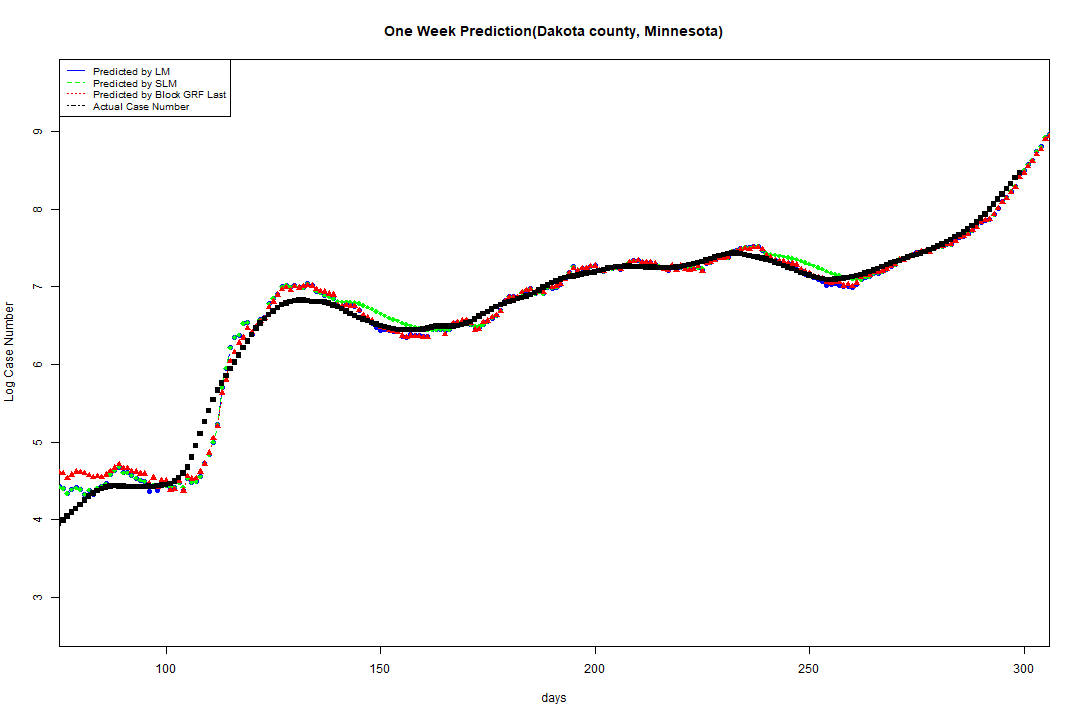 One Week Prediction(Dakota county, Minnesota)
Predicted by LM
Predicted by SLM
Predicted by Block GRF Last
Actual Case Number
9
8
7
6
5
4
3
Log Case Number
100 150 200 250 300
days